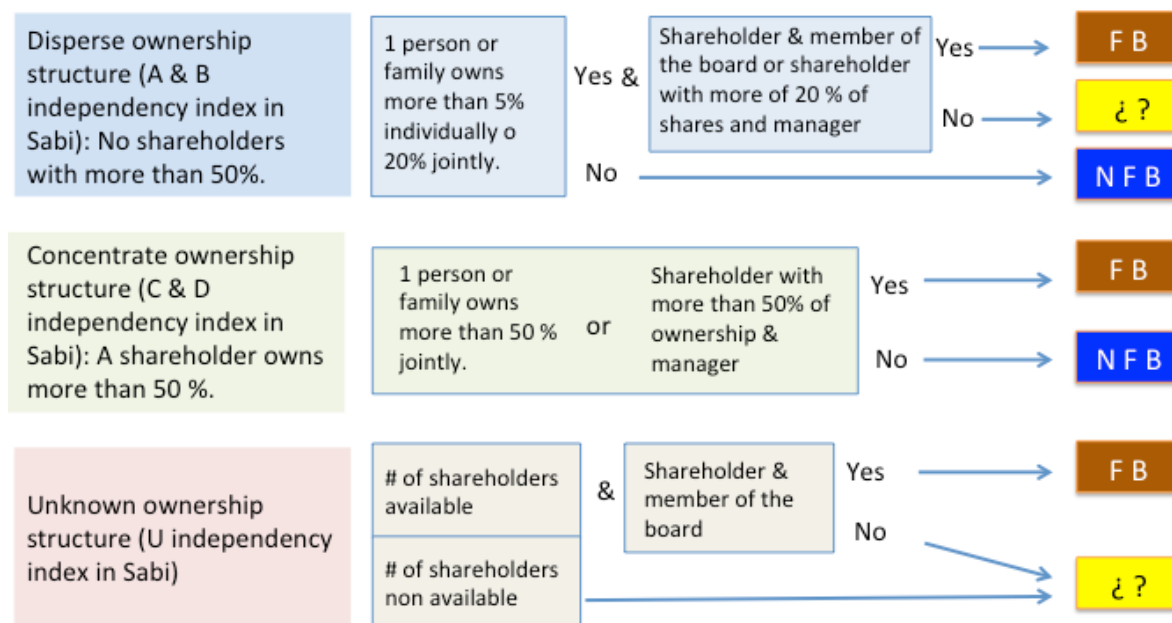 Disperse ownership
structure (A & B
independency index in
Sabi): No shareholders
with more than 50%.
1 person or
family owns
more than 5%
individually o
20% jointly.
Yes &
No
Shareholder & member of
the board or shareholder
with more of 20 % of
shares and manager
Yes
No
F B
¿ ?
N F B
Concentrate ownership
structure (C & D
independency index in
Sabi): A shareholder owns
more than 50 %.
1 person or
family owns
more than 50 %
jointly.
or
Shareholder with
more than 50% of
ownership &
manager
Yes
No
F B
N F B
Unknown ownership
structure (U independency
index in Sabi)
# of shareholders
available
# of shareholders
non available
&
Shareholder &
member of the
board
Yes
No
F B
¿ ?